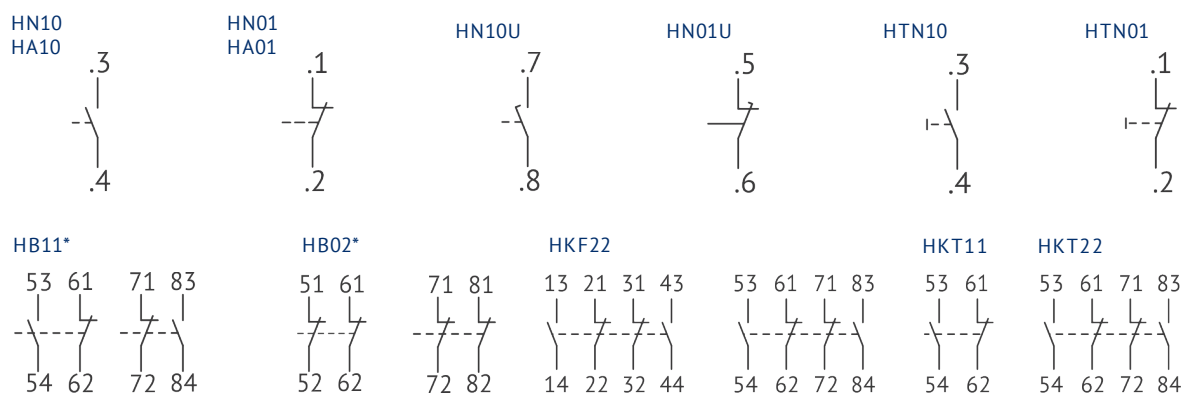 HN10
HA10
HN01
HA01
HN10U
HN01U
HTN10
HTN01
.3
.1
.7
.5
.3
.1
.4
.2
.8
.6
.4
.2
HB11*
HB02*
HKF22
HKT11
HKT22
53 61 71 83
51 61 71 81
13 21 31 43
53 61 71 83
53 61
53 61 71 83
54 62 72 84
52 62 72 82
14 22 32 44
54 62 72 84
54 62
54 62 72 84